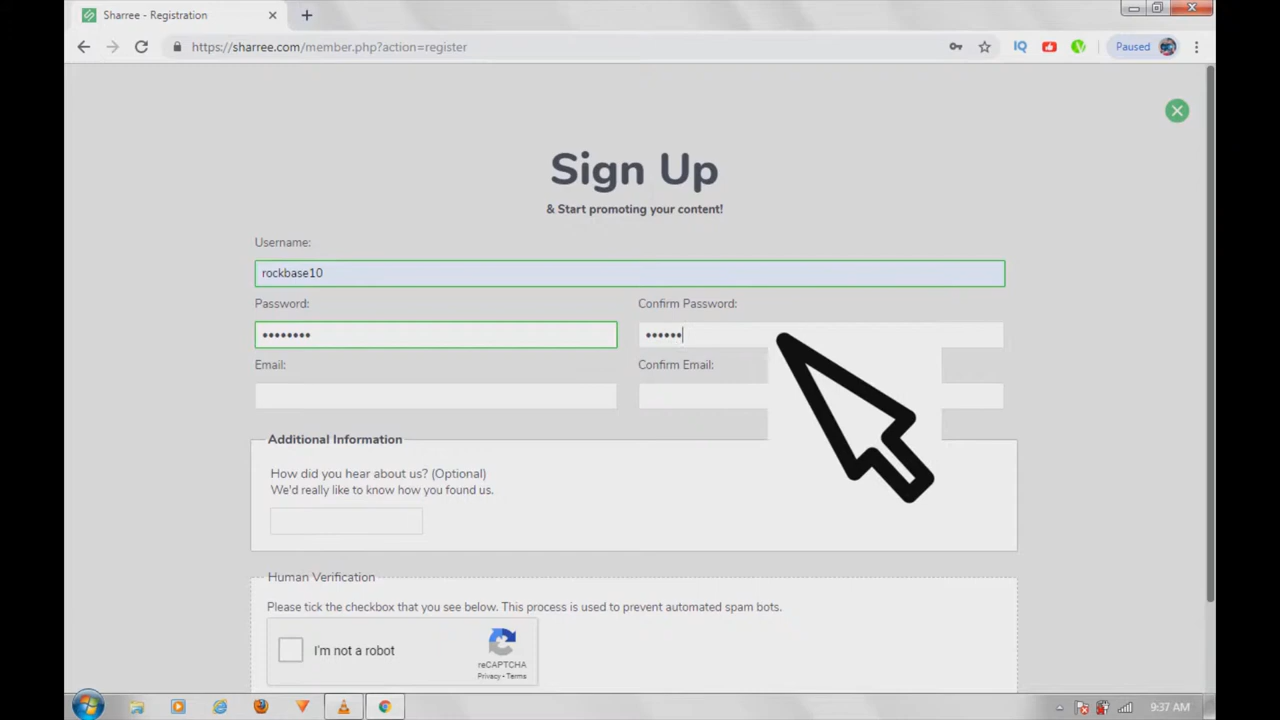 Sharree - Registration
https://sharree.com/member.php?action=register
IQ
Paused
Sign Up
& Start promoting your content!
Username:
rockbase10
Password:
Confirm Password:
••••••••
••••••
Email:
Confirm Email:
Additional Information
How did you hear about us? (Optional)
We'd really like to know how you found us.
Human Verification
Please tick the checkbox that you see below. This process is used to prevent automated spam bots.
I'm not a robot
reCAPTCHA
Privacy - Terms
9:37 AM